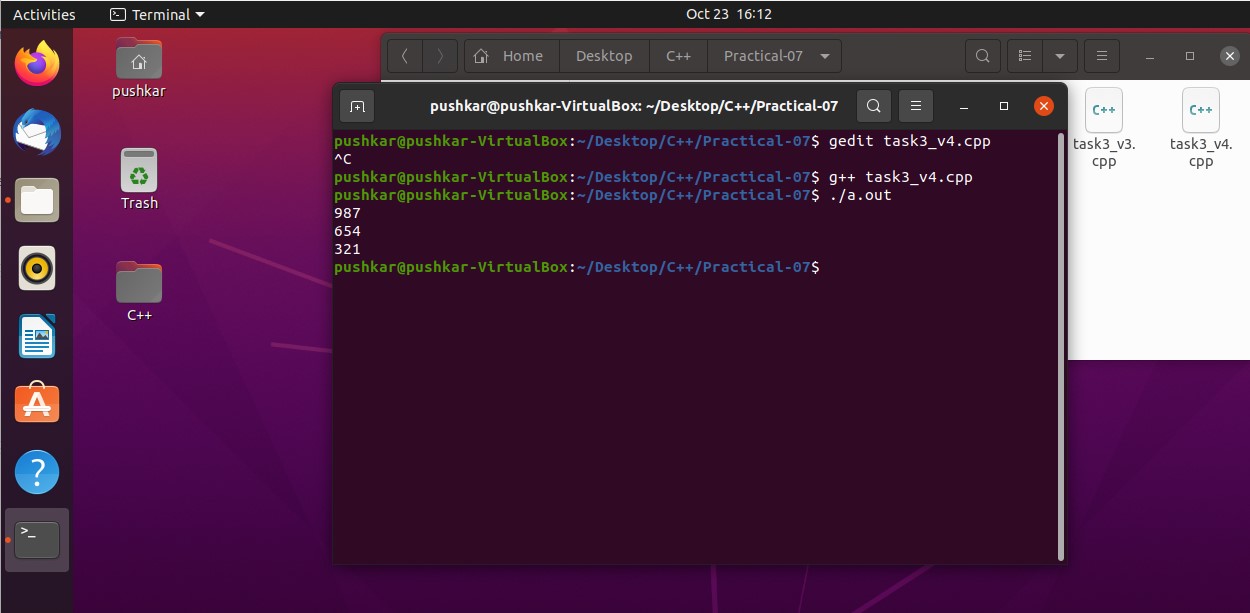 Activities
Terminal
Oct 23 16:12
Home
Desktop
C++
Practical-07
pushkar
Trash
C++
pushkar@pushkar-VirtualBox: ~/Desktop/C++/Practical-07
pushkar@pushkar-VirtualBox:~/Desktop/C++/Practical-07$ gedit task3_v4.cpp
^C
pushkar@pushkar-VirtualBox:~/Desktop/C++/Practical-07$ g++ task3_v4.cpp
pushkar@pushkar-VirtualBox:~/Desktop/C++/Practical-07$ ./a.out
987
654
321
pushkar@pushkar-VirtualBox:~/Desktop/C++/Practical-07$
C++
task3_v3.
cpp
C++
task3_v4.
cpp